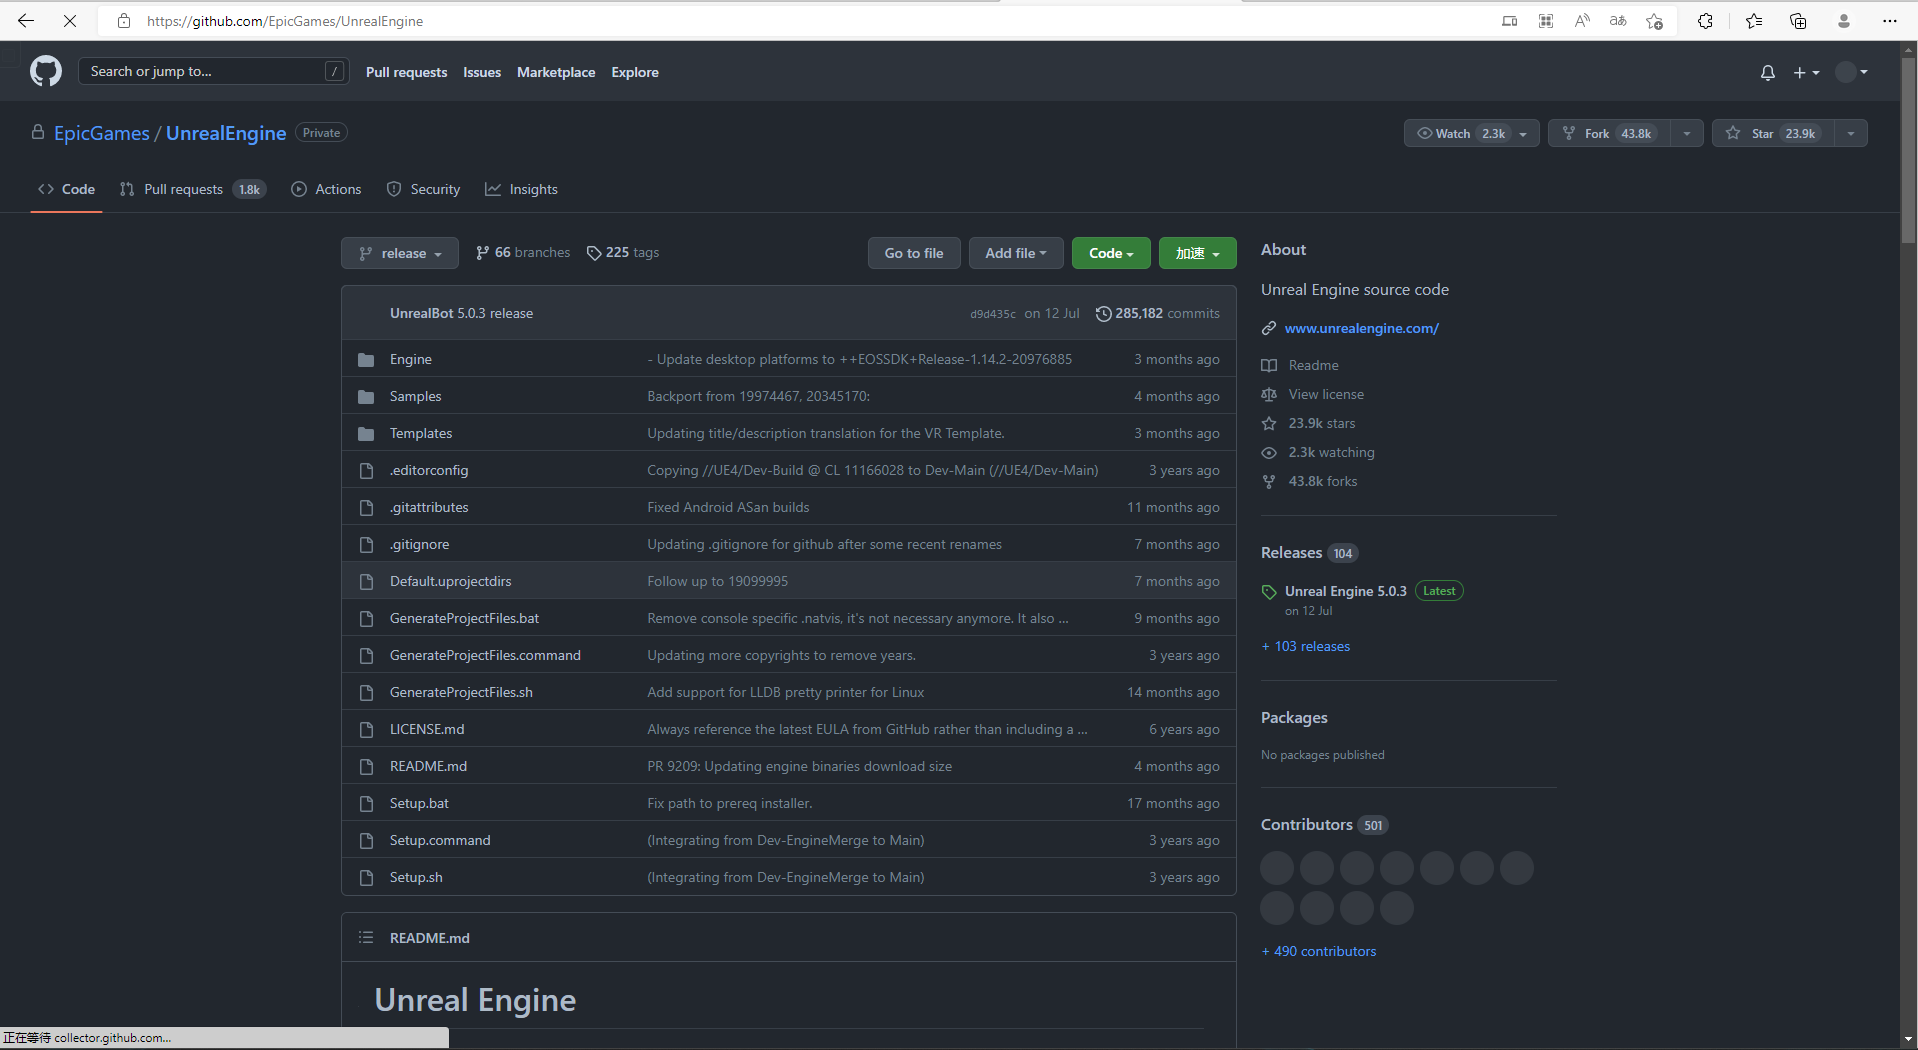 https://github.com/EpicGames/UnrealEngine
Search or jump to... /
Pull requests Issues Marketplace Explore
EpicGames / UnrealEngine Private
Watch 2.3k Fork 43.8k Star 23.9k
Code Pull requests 1.8k Actions Security Insights
release 66 branches 225 tags Go to file Add file Code 加速
UnrealBot 5.0.3 release d9d435c on 12 Jul 285,182 commits
Engine - Update desktop platforms to ++EOSSDK+Release-1.14.2-20976885 3 months ago
Samples Backport from 19974467, 20345170: 4 months ago
Templates Updating title/description translation for the VR Template. 3 months ago
.editorconfig Copying //UE4/Dev-Build @ CL 11166028 to Dev-Main (//UE4/Dev-Main) 3 years ago
.gitattributes Fixed Android ASan builds 11 months ago
.gitignore Updating .gitignore for github after some recent renames 7 months ago
Default.uprojectdirs Follow up to 19099995 7 months ago
GenerateProjectFiles.bat Remove console specific .natvis, it's not necessary anymore. It also ... 9 months ago
GenerateProjectFiles.command Updating more copyrights to remove years. 3 years ago
GenerateProjectFiles.sh Add support for LLDB pretty printer for Linux 14 months ago
LICENSE.md Always reference the latest EULA from GitHub rather than including a ... 6 years ago
README.md PR 9209: Updating engine binaries download size 4 months ago
Setup.bat Fix path to prereq installer. 17 months ago
Setup.command (Integrating from Dev-EngineMerge to Main) 3 years ago
Setup.sh (Integrating from Dev-EngineMerge to Main) 3 years ago
README.md
Unreal Engine
About
Unreal Engine source code
www.unrealengine.com/
Readme
View license
23.9k stars
2.3k watching
43.8k forks
Releases 104
Unreal Engine 5.0.3 Latest
on 12 Jul
+ 103 releases
Packages
No packages published
Contributors 501
+ 490 contributors
正在等待 collector.github.com...